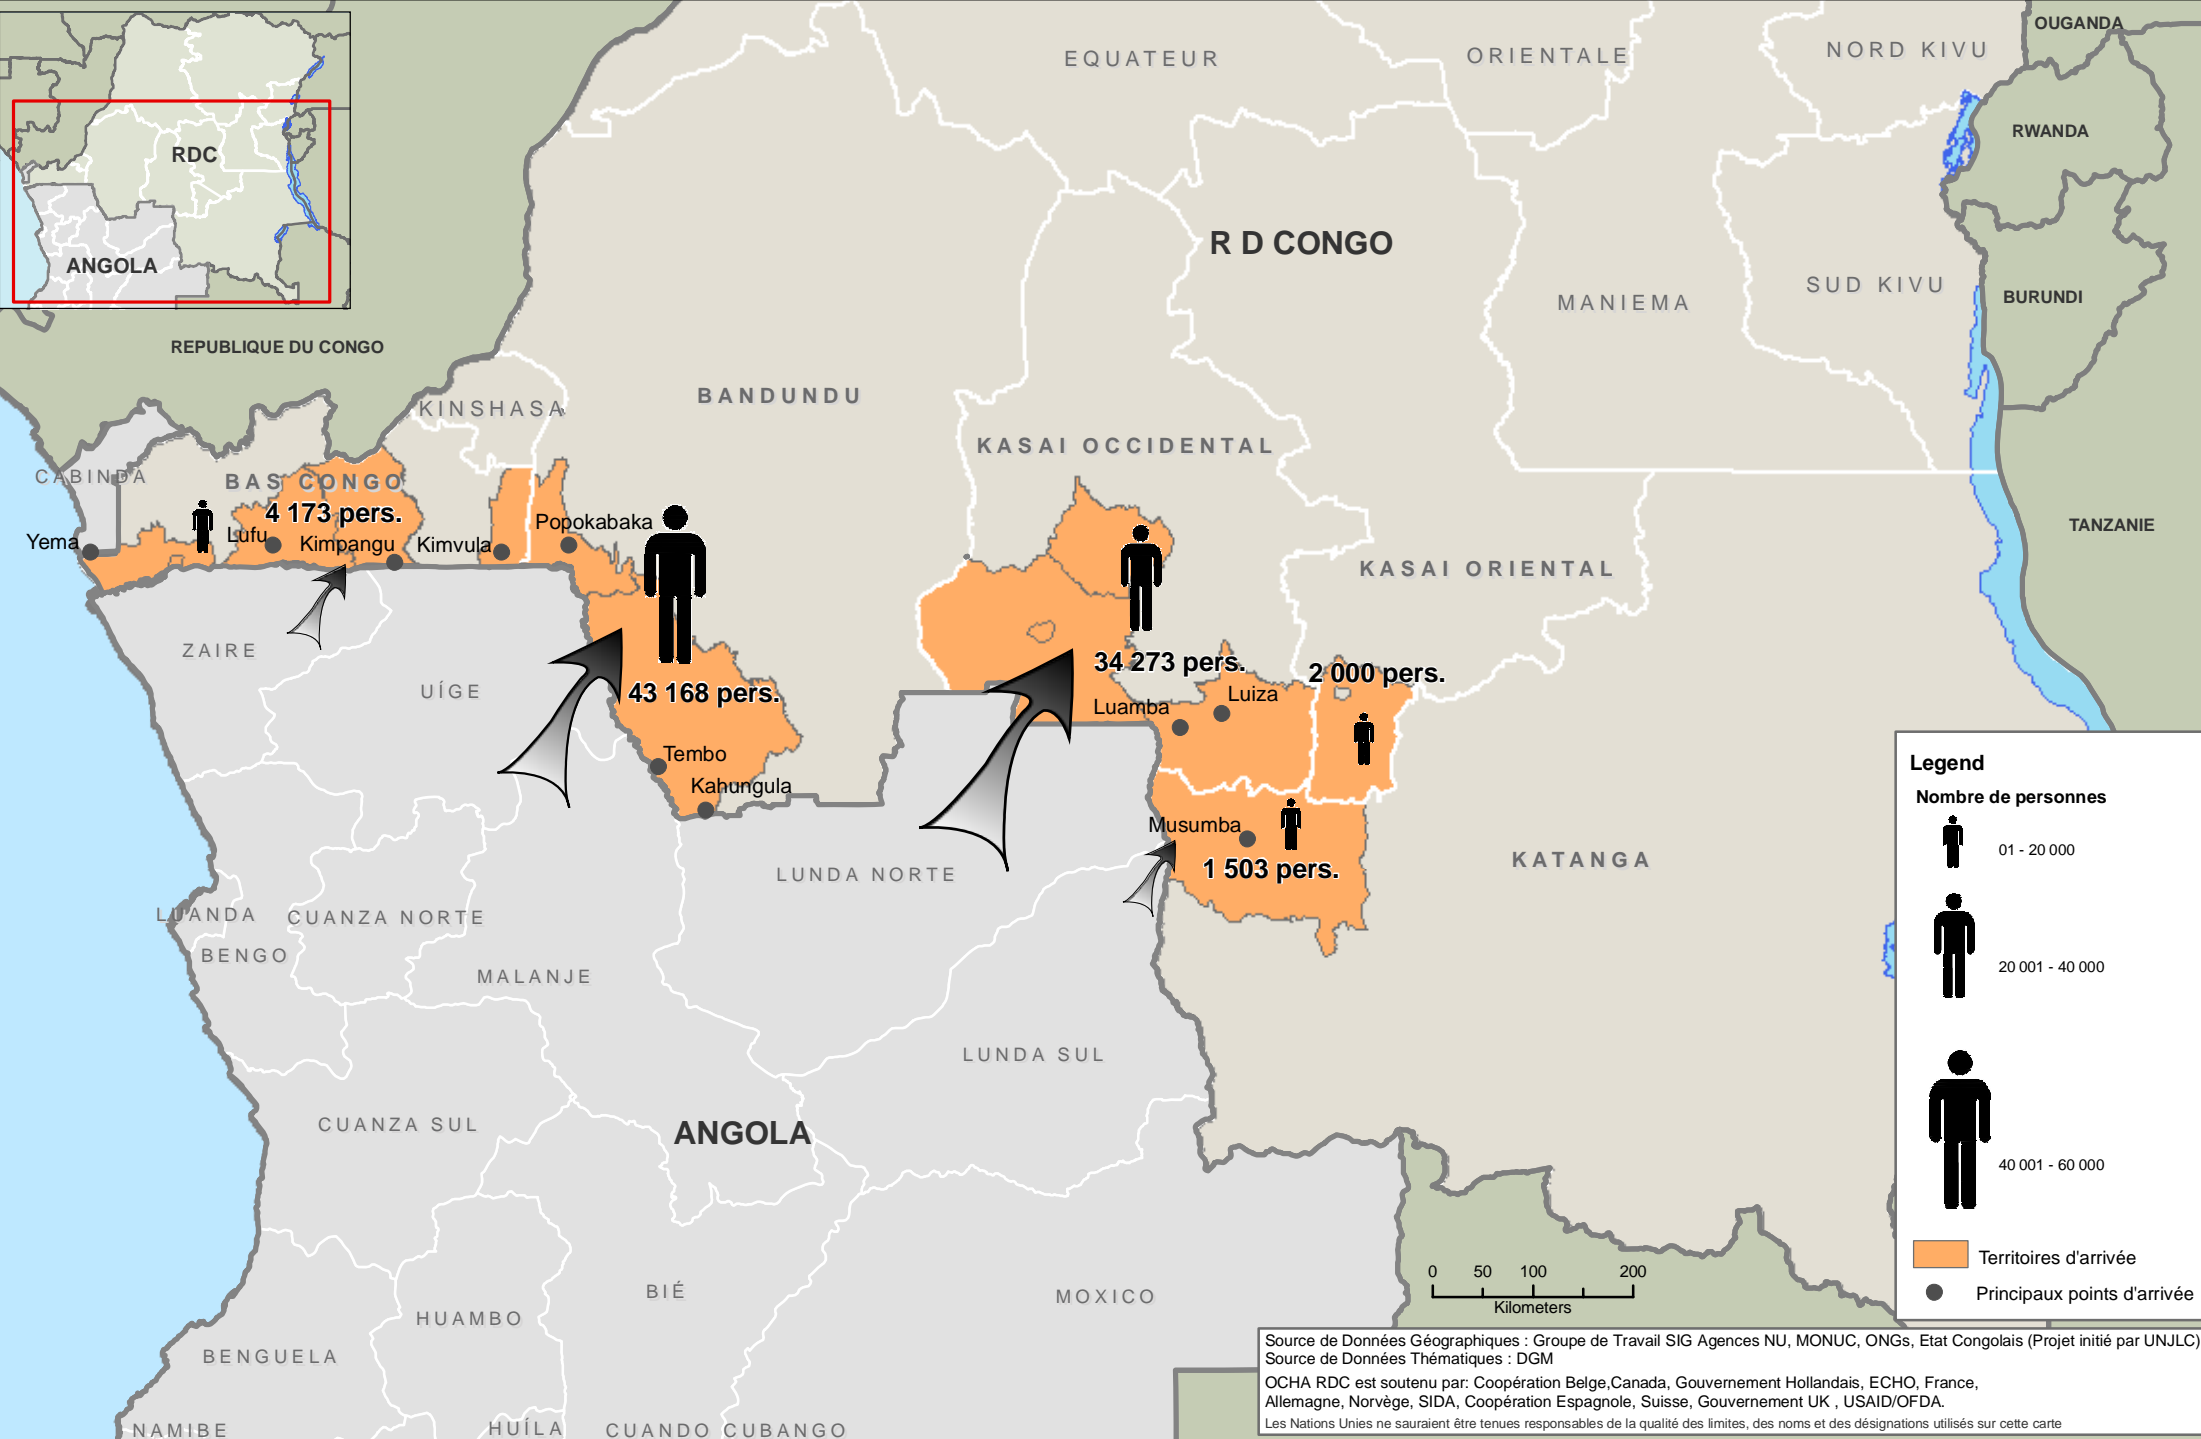 RDC
ANGOLA
OUGANDA
EQUATEUR
ORIENTALE
NORD KIVU
RWANDA
R D CONGO
SUD KIVU
BURUNDI
MANIEMA
REPUBLIQUE DU CONGO
BANDUNDU
KINSHASA
KASAI OCCIDENTAL
CABINDA
BAS CONGO
4 173 pers.
Popokabaka
TANZANIE
Yema
Lufu
Kimpangu
Kimvula
KASAI ORIENTAL
ZAIRE
34 273 pers.
2 000 pers.
UÍGE
43 168 pers.
Luiza
Luamba
Tembo
Kahungula
Musumba
1 503 pers.
KATANGA
LUNDA NORTE
LUANDA
CUANZA NORTE
BENGO
MALANJE
LUNDA SUL
CUANZA SUL
ANGOLA
BIÉ
MOXICO
HUAMBO
BENGUELA
NAMIBE
HUÍLA
CUANDO CUBANGO
Legend
Nombre de personnes
01 - 20 000
20 001 - 40 000
40 001 - 60 000
Territoires d'arrivée
Principaux points d'arrivée
0 50 100 200
Kilometers
Source de Données Géographiques : Groupe de Travail SIG Agences NU, MONUC, ONGs, Etat Congolais (Projet initié par UNJLC)
Source de Données Thématiques : DGM
OCHA RDC est soutenu par: Coopération Belge,Canada, Gouvernement Hollandais, ECHO, France,
Allemagne, Norvège, SIDA, Coopération Espagnole, Suisse, Gouvernement UK , USAID/OFDA.
Les Nations Unies ne sauraient être tenues responsables de la qualité des limites, des noms et des désignations utilisés sur cette carte